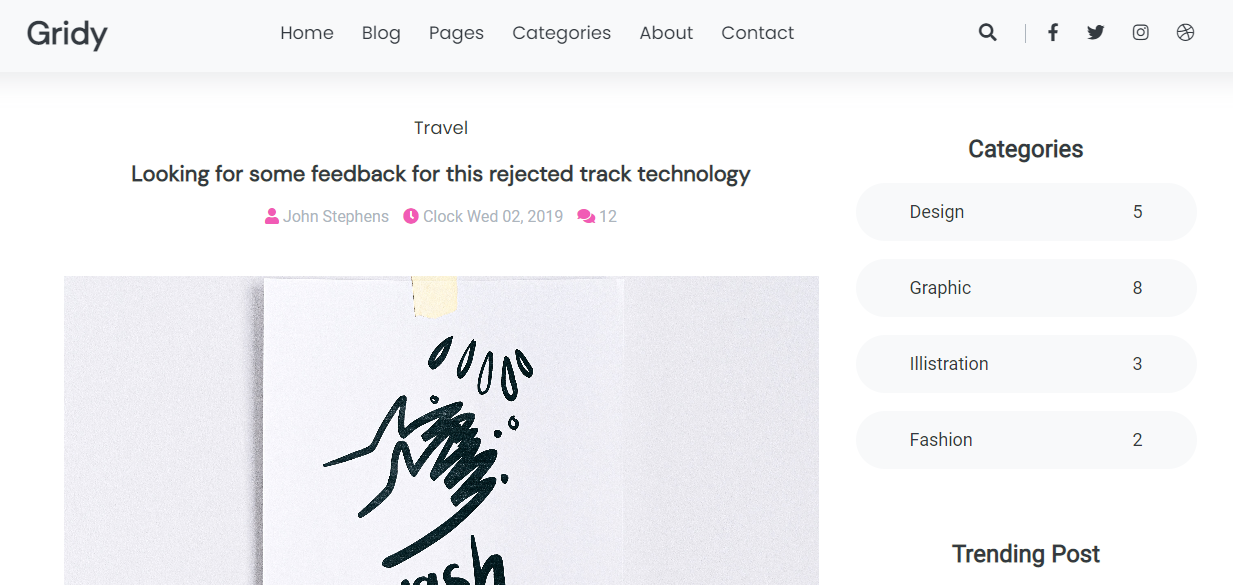 Gridy
Home Blog Pages Categories About Contact
Travel
Looking for some feedback for this rejected track technology
John Stephens Clock Wed 02, 2019 12
Categories
Design 5
Graphic 8
Illistration 3
Fashion 2
Trending Post